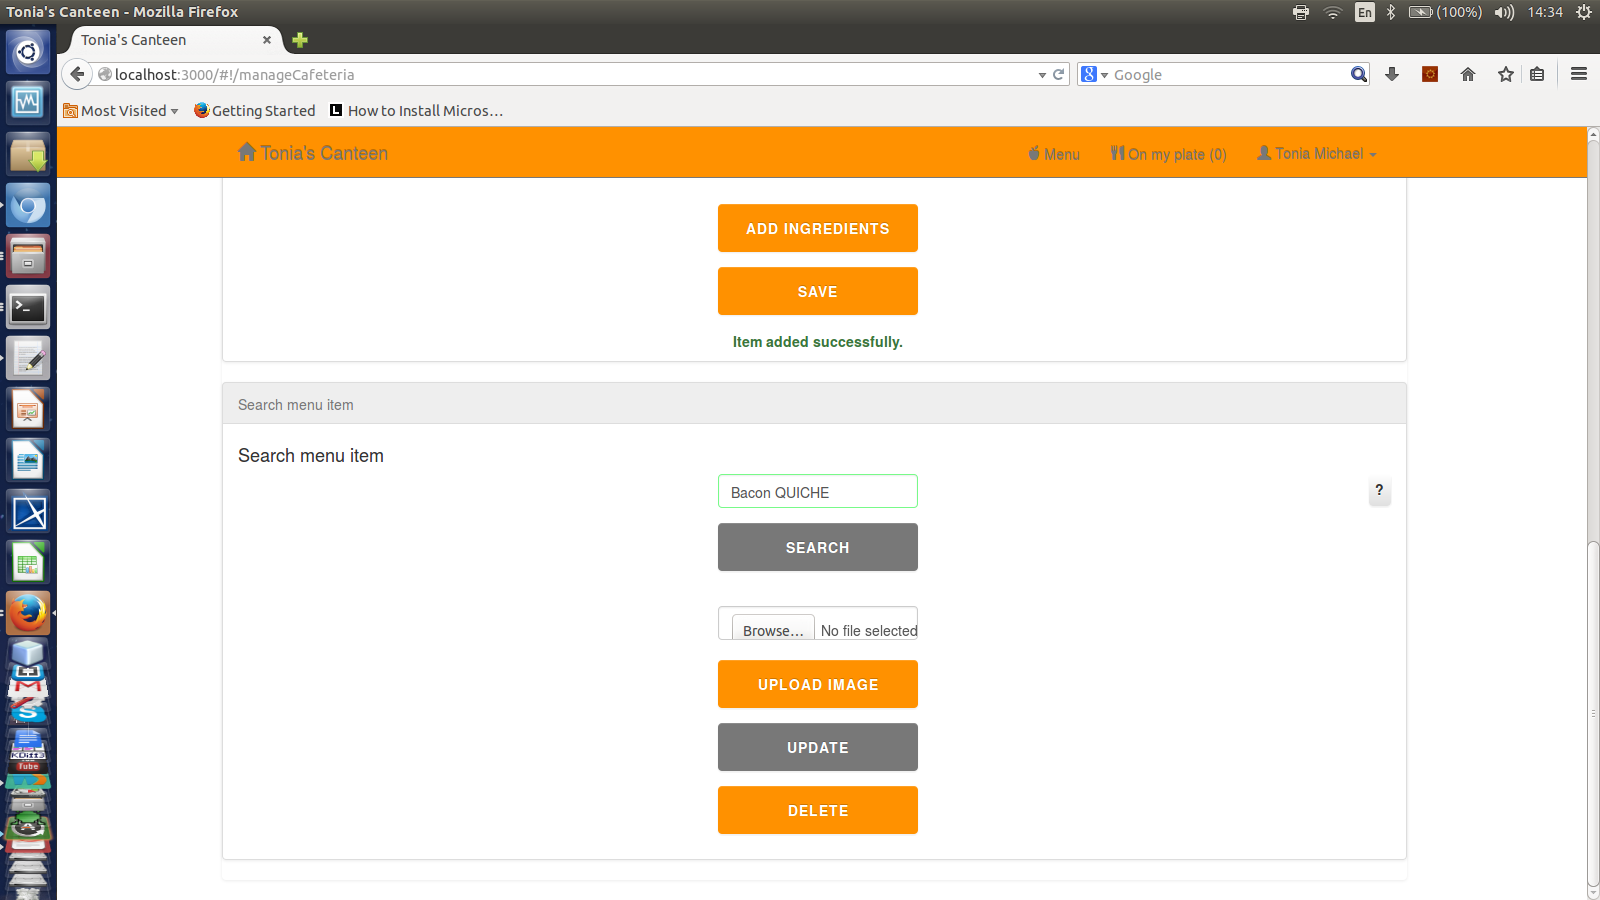 Tonia's Canteen - Mozilla Firefox
En (100%) 14:34
Tonia's Canteen
localhost:3000/#!/manageCafeteria
Google
Most Visited Getting Started How to Install Micros...
Tonia's Canteen Menu On my plate (0) Tonia Michael
ADD INGREDIENTS
SAVE
Item added successfully.
Search menu item
Search menu item
Bacon QUICHE
?
SEARCH
Browse... No file selected
UPLOAD IMAGE
UPDATE
DELETE